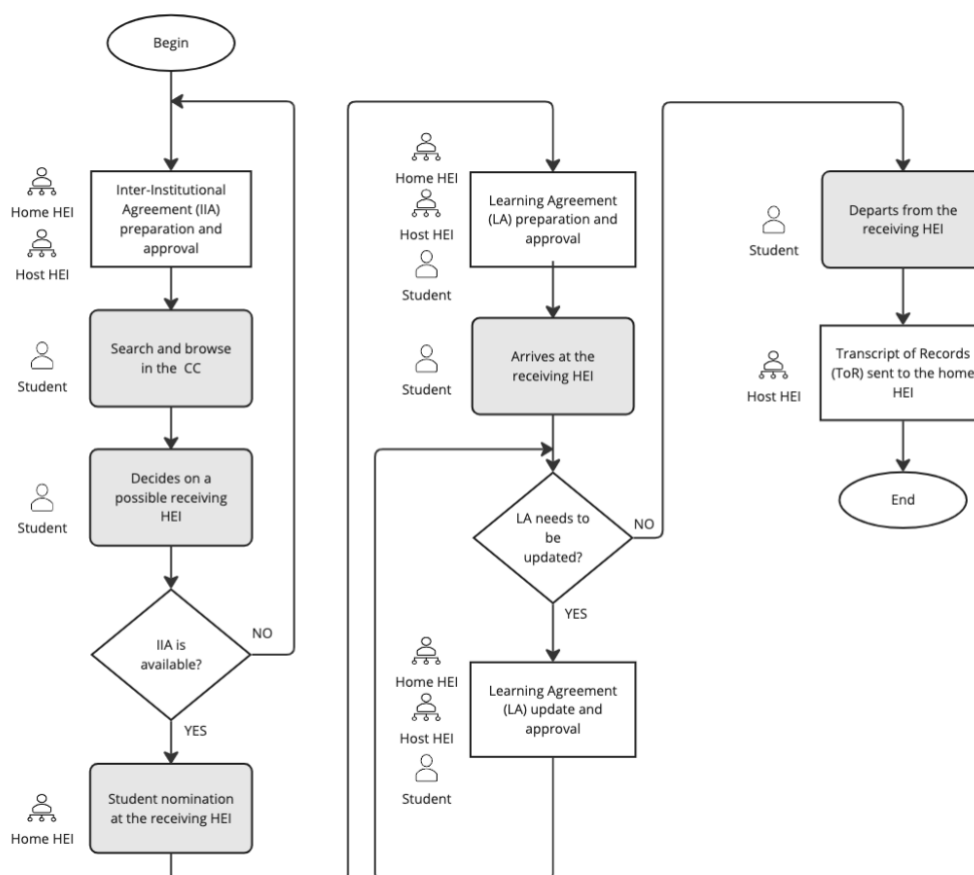 Begin
Home HEI
Host HEI
Inter-Institutional
Agreement (IIA)
preparation and
approval
Student
Search and browse
in the CC
Student
Decides on a
possible receiving
HEI
IIA is
available?
NO
YES
Home HEI
Student nomination
at the receiving HEI
Home HEI
Host HEI
Student
Learning Agreement
(LA) preparation and
approval
Student
Arrives at the
receiving HEI
LA needs to
be
updated?
NO
YES
Home HEI
Host HEI
Student
Learning Agreement
(LA) update and
approval
Student
Departs from the
receiving HEI
Host HEI
Transcript of Records
(ToR) sent to the home
HEI
End